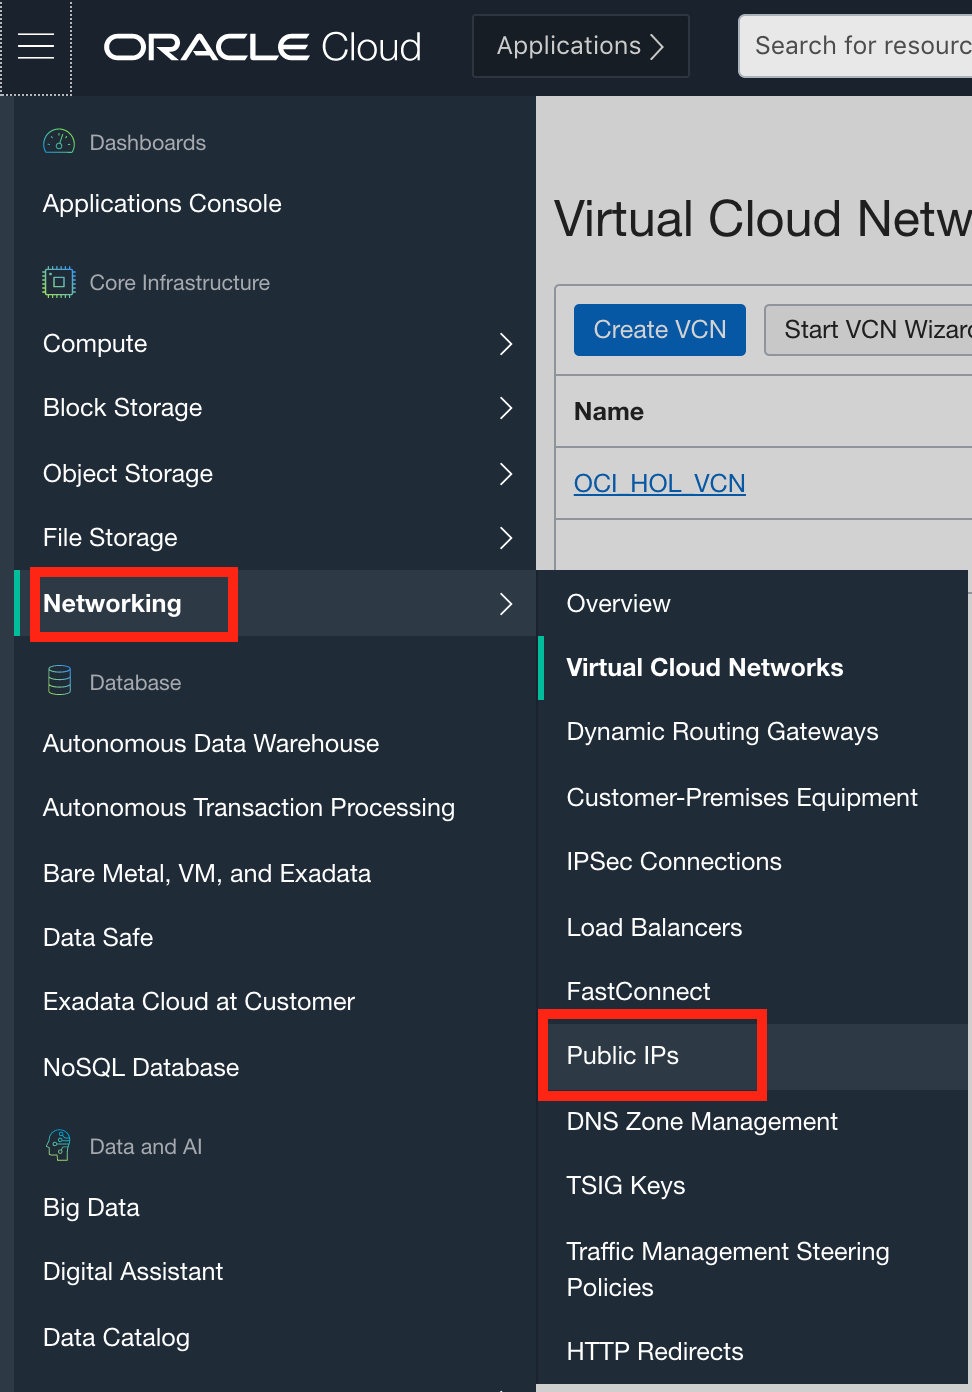 ORACLE Cloud
Applications
Search for resourc
Dashboards
Applications Console
Core Infrastructure
Compute
Block Storage
Object Storage
File Storage
Networking
Database
Autonomous Data Warehouse
Autonomous Transaction Processing
Bare Metal, VM, and Exadata
Data Safe
Exadata Cloud at Customer
NoSQL Database
Data and AI
Big Data
Digital Assistant
Data Catalog
Virtual Cloud Netw
Create VCN
Start VCN Wizard
Name
OCI_HOL_VCN
Overview
Virtual Cloud Networks
Dynamic Routing Gateways
Customer-Premises Equipment
IPSec Connections
Load Balancers
FastConnect
Public IPs
DNS Zone Management
TSIG Keys
Traffic Management Steering
Policies
HTTP Redirects